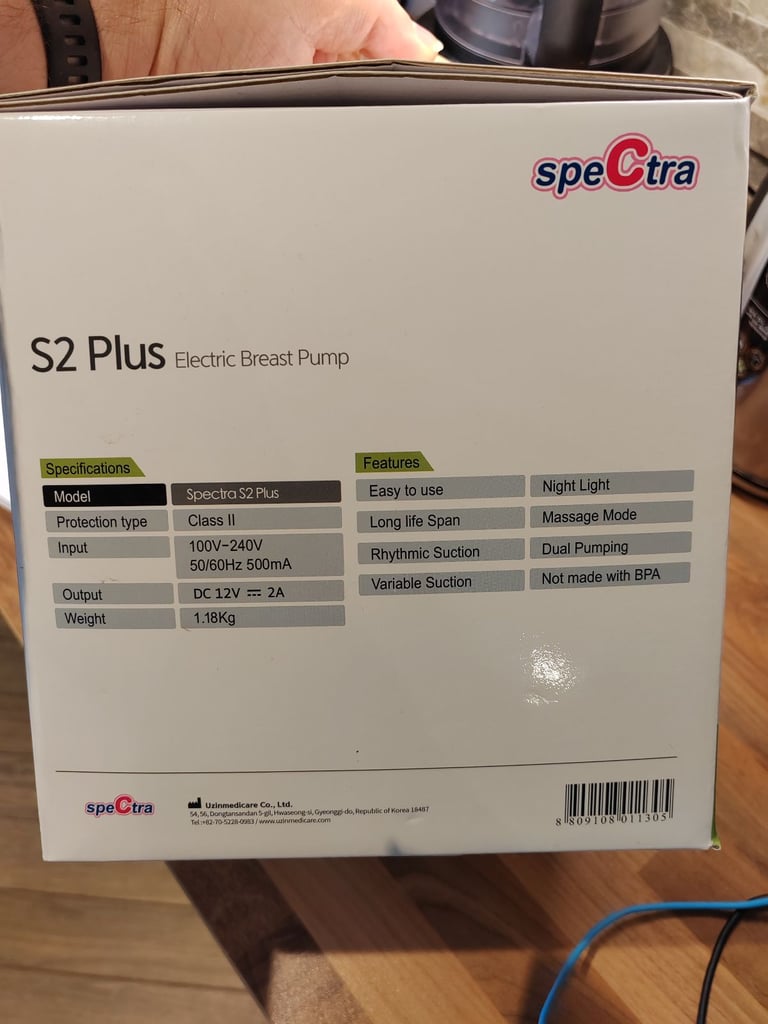 speCtra
S2 Plus Electric Breast Pump
Specifications
Model Spectra S2 Plus
Protection type Class II
Input 100V~240V
50/60Hz 500mA
Output DC 12V ⎓ 2A
Weight 1.18Kg
Features
Easy to use Night Light
Long life Span Massage Mode
Rhythmic Suction Dual Pumping
Variable Suction Not made with BPA
speCtra
Uzinmedicare Co., Ltd.
54, 56, Dongtansandan 5-gil, Hwaseong-si, Gyeonggi-do, Republic of Korea 18487
Tel :+82-70-5228-0983 / www.uzinmedicare.com
8 809108 011305